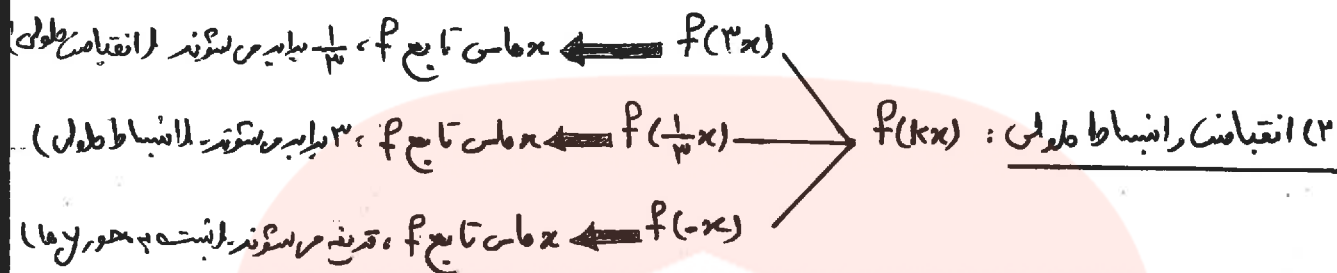 f(۳x) ⇐ xهای تابع f، ۱/۳ برابر می‌شوند (انقباض طولی)
۳) انقباض و انبساط طولی : f(kx) f(۱/۳x) ⇐ xهای تابع f، ۳ برابر می‌شوند. (انبساط طولی)
f(-x) ⇐ xهای تابع f، قرینه می‌شوند. (نسبت به محور yها)